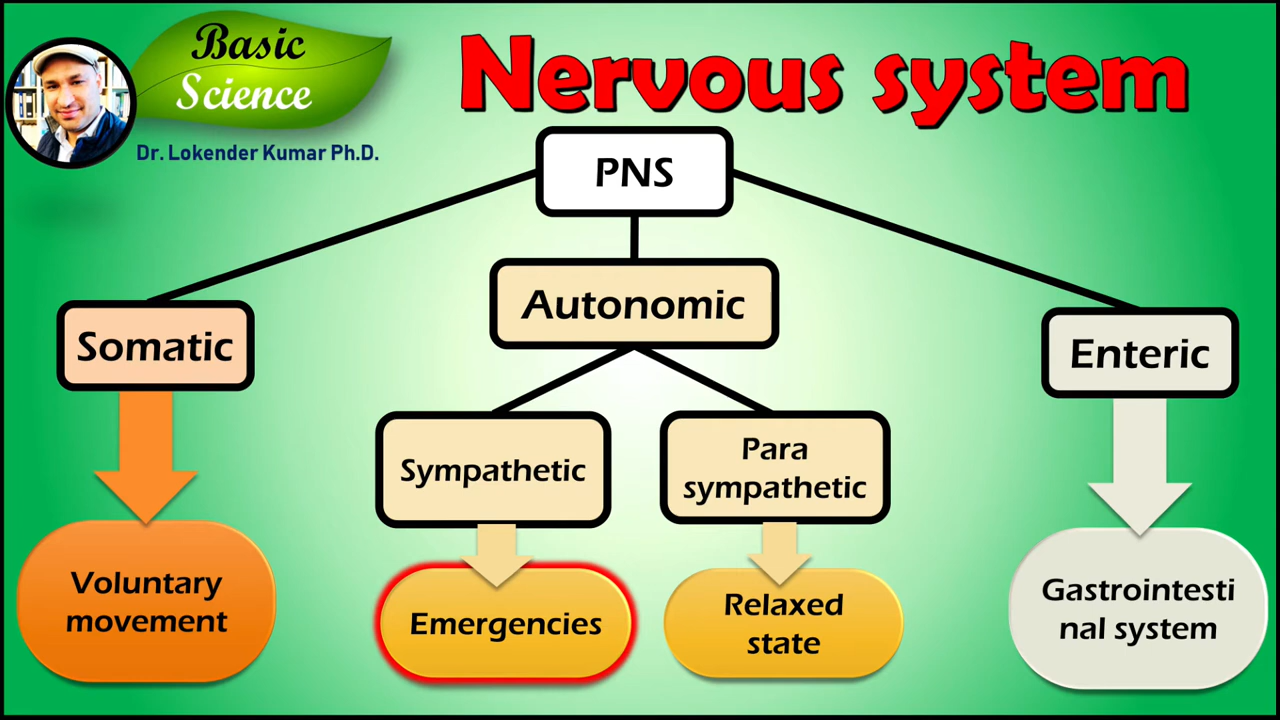 Basic
Science
Dr. Lokender Kumar Ph.D.
Nervous system
PNS
Somatic
Autonomic
Enteric
Sympathetic
Para
sympathetic
Voluntary
movement
Emergencies
Relaxed
state
Gastrointesti
nal system